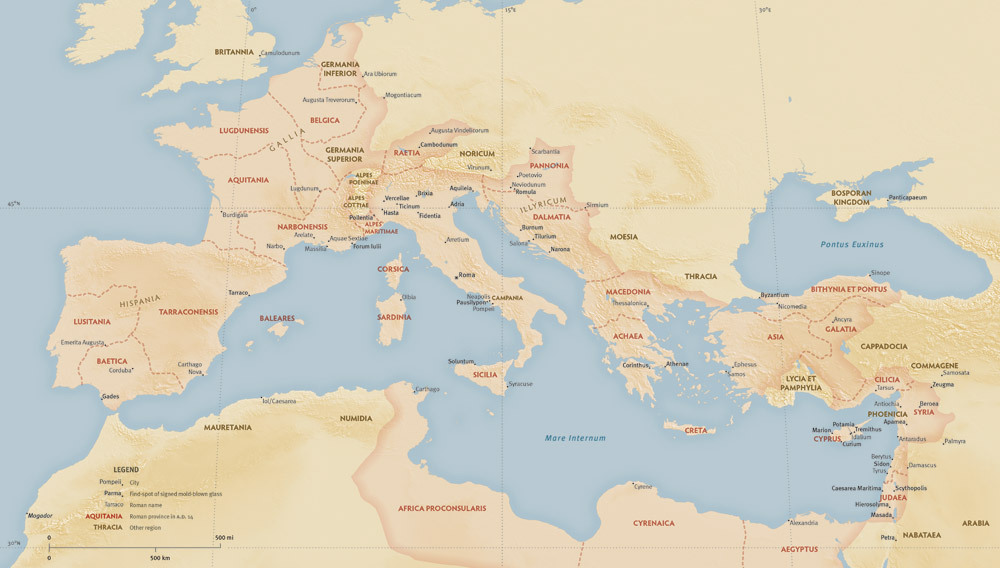 0°
15°E
30°E
BRITANNIA
Camulodunum
GERMANIA
INFERIOR
Ara Ubiorum
Mogontiacum
Augusta Treverorum
BELGICA
LUGDUNENSIS
GALLIA
Augusta Vindelicorum
Cambodunum
RAETIA
NORICUM
Virunum
GERMANIA
SUPERIOR
Scarbantia
PANNONIA
Poetovio
Neviodunum
Romula
ALPES
POENINAE
AQUITANIA
Lugdunum
ALPES
COTTIAE
Vercellae
Brixia
Aquileia
Ticinum
Hasta
Adria
Pollentia
Fidentia
ILLYRICUM
Sirmium
DALMATIA
BOSPORAN
KINGDOM
Panticapaeum
45°N
Burdigala
NARBONENSIS
ALPES
MARITIMAE
Arelate
Aquae Sextiae
Massilia
Forum Iulii
Narbo
Arretium
Burnum
Tilurium
Salona
Narona
MOESIA
Pontus Euxinus
CORSICA
Roma
THRACIA
Sinope
HISPANIA
Tarraco
Olbia
Neapolis
CAMPANIA
Pausilypon
Pompeii
MACEDONIA
Thessalonica
Byzantium
Nicomedia
BITHYNIA ET PONTUS
LUSITANIA
TARRACONENSIS
BALEARES
SARDINIA
Ancyra
GALATIA
Emerita Augusta
ACHAEA
ASIA
CAPPADOCIA
BAETICA
Corduba
Carthago
Nova
Soluntum
SICILIA
Syracuse
Corinthus
Athenae
Ephesus
Samos
COMMAGENE
Samosata
Zeugma
LYCIA ET
PAMPHYLIA
CILICIA
Tarsus
Gades
Iol/Caesarea
Carthago
Antiochia
Beroea
SYRIA
PHOENICIA
Apamea
NUMIDIA
MAURETANIA
CRETA
Potamia
Marion
Tremithus
CYPRUS
Idalium
Curium
Antaradus
Palmyra
Mare Internum
Berytus
Sidon
Tyrus
Damascus
LEGEND
Pompeii City
Parma Find-spot of signed mold-blown glass
Tarraco Roman name
AQUITANIA Roman province in A.D. 14
THRACIA Other region
Cyrene
Caesarea Maritima
Scythopolis
JUDAEA
Hierosolyma
Masada
AFRICA PROCONSULARIS
Mogador
CYRENAICA
Alexandria
ARABIA
Petra
NABATAEA
0 500 mi
30°N
0 500 km
AEGYPTUS